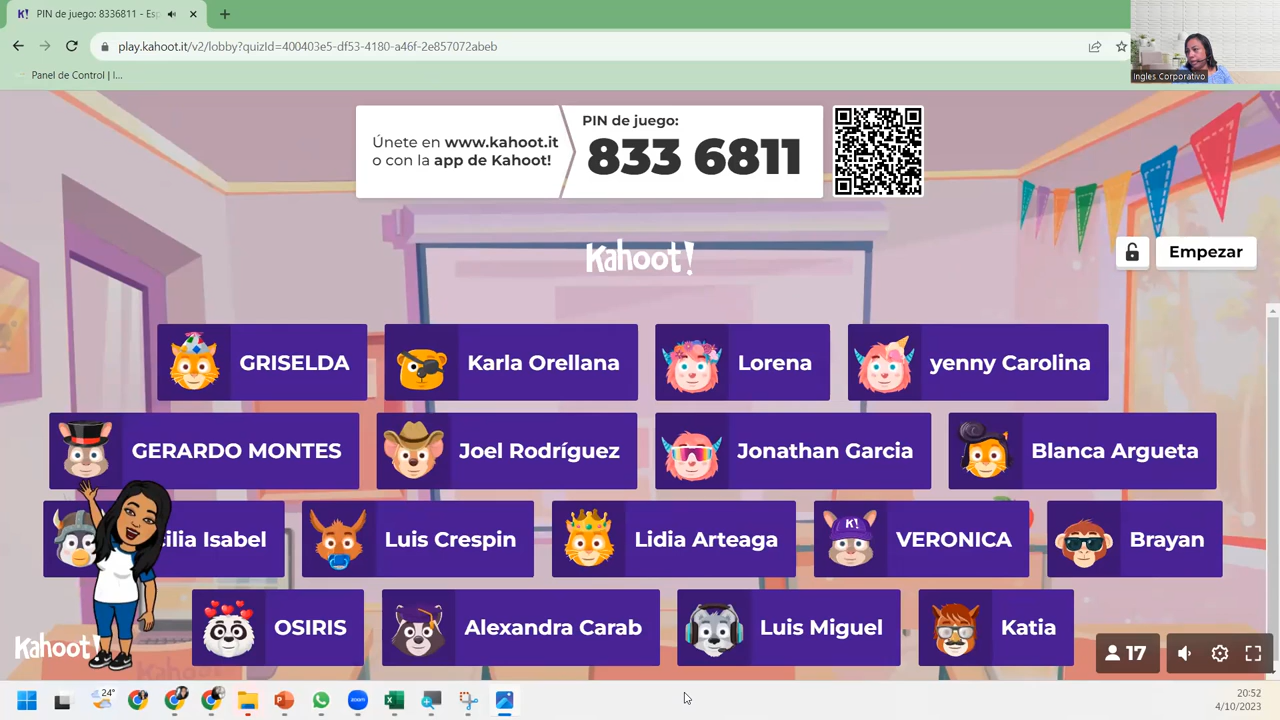 K! PIN de juego: 8336811 - Es
play.kahoot.it/v2/lobby?quizId=400403e5-df53-4180-a46f-2e857072abeb
Panel de Control | I...
Ingles Corporativo
Únete en www.kahoot.it
o con la app de Kahoot!
PIN de juego:
833 6811
Kahoot!
Empezar
GRISELDA
Karla Orellana
Lorena
yenny Carolina
GERARDO MONTES
Joel Rodríguez
Jonathan Garcia
Blanca Argueta
ilia Isabel
Luis Crespin
Lidia Arteaga
K!
VERONICA
Brayan
OSIRIS
Alexandra Carab
Luis Miguel
Katia
Kahoot!
17
24°
zoom
20:52
4/10/2023